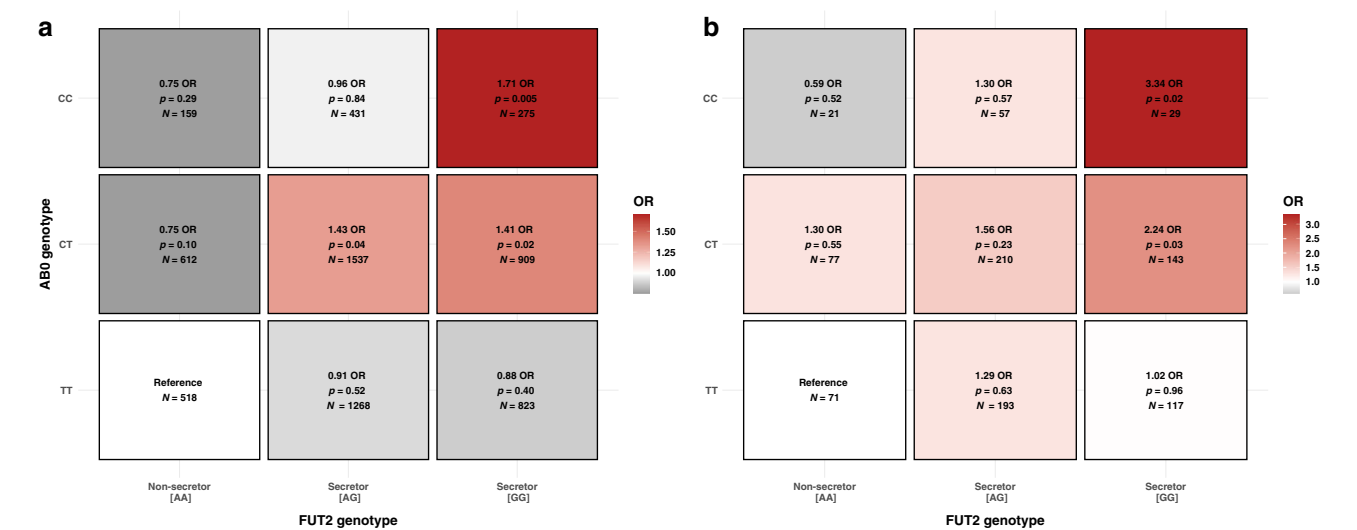 a
AB0 genotype
CC
0.75 OR
p = 0.29
N = 159
0.96 OR
p = 0.84
N = 431
1.71 OR
p = 0.005
N = 275
CT
0.75 OR
p = 0.10
N = 612
1.43 OR
p = 0.04
N = 1537
1.41 OR
p = 0.02
N = 909
TT
Reference
N = 518
0.91 OR
p = 0.52
N = 1268
0.88 OR
p = 0.40
N = 823
Non-secretor
[AA]
Secretor
[AG]
Secretor
[GG]
FUT2 genotype
OR
1.50
1.25
1.00
b
CC
0.59 OR
p = 0.52
N = 21
1.30 OR
p = 0.57
N = 57
3.34 OR
p = 0.02
N = 29
CT
1.30 OR
p = 0.55
N = 77
1.56 OR
p = 0.23
N = 210
2.24 OR
p = 0.03
N = 143
TT
Reference
N = 71
1.29 OR
p = 0.63
N = 193
1.02 OR
p = 0.96
N = 117
Non-secretor
[AA]
Secretor
[AG]
Secretor
[GG]
FUT2 genotype
OR
3.0
2.5
2.0
1.5
1.0